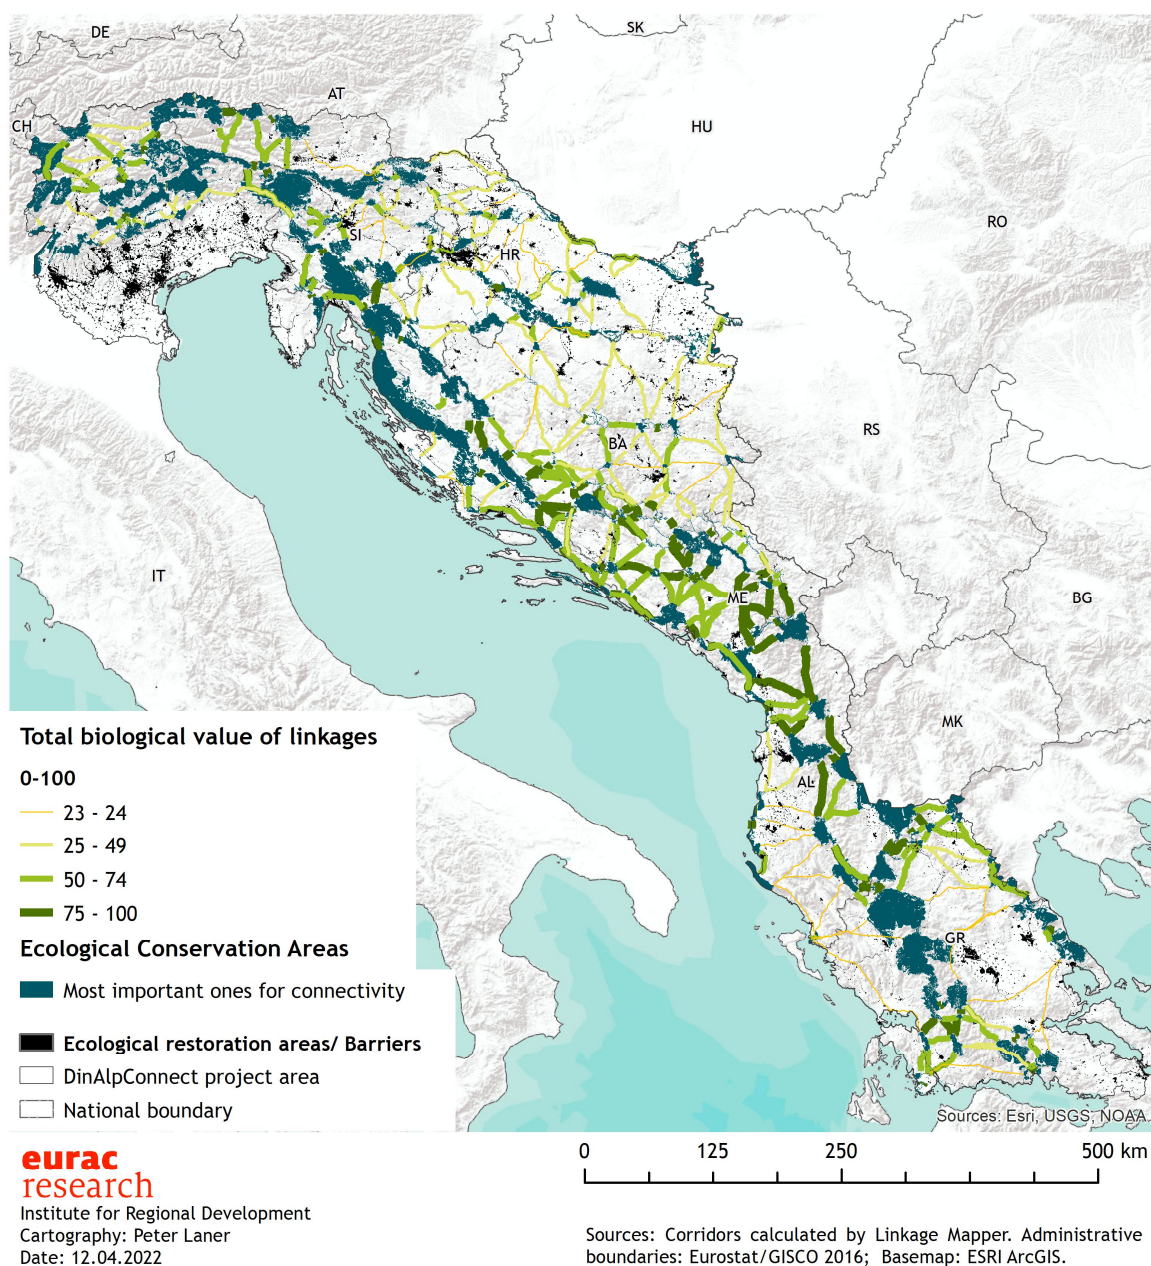 DE
SK
AT
CH
HU
RO
SI
HR
BA
RS
IT
ME
BG
MK
AL
GR
Total biological value of linkages
0-100
23 - 24
25 - 49
50 - 74
75 - 100
Ecological Conservation Areas
Most important ones for connectivity
Ecological restoration areas/ Barriers
DinAlpConnect project area
National boundary
Sources: Esri, USGS, NOAA
eurac
research
Institute for Regional Development
Cartography: Peter Laner
Date: 12.04.2022
0 125 250 500 km
Sources: Corridors calculated by Linkage Mapper. Administrative
boundaries: Eurostat/GISCO 2016; Basemap: ESRI ArcGIS.